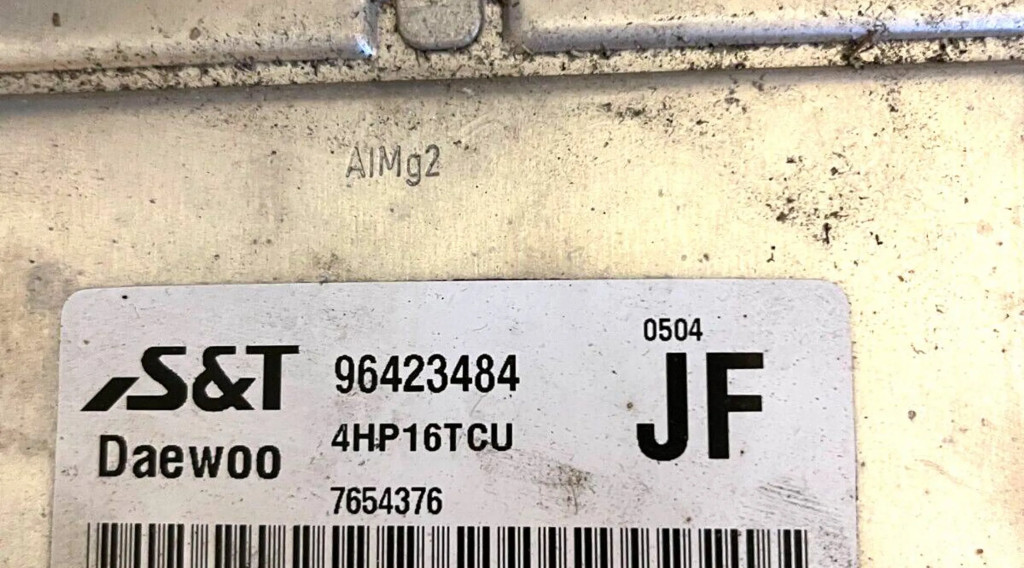 AlMg2
0504
S&T 96423484 JF
Daewoo 4HP16TCU
7654376